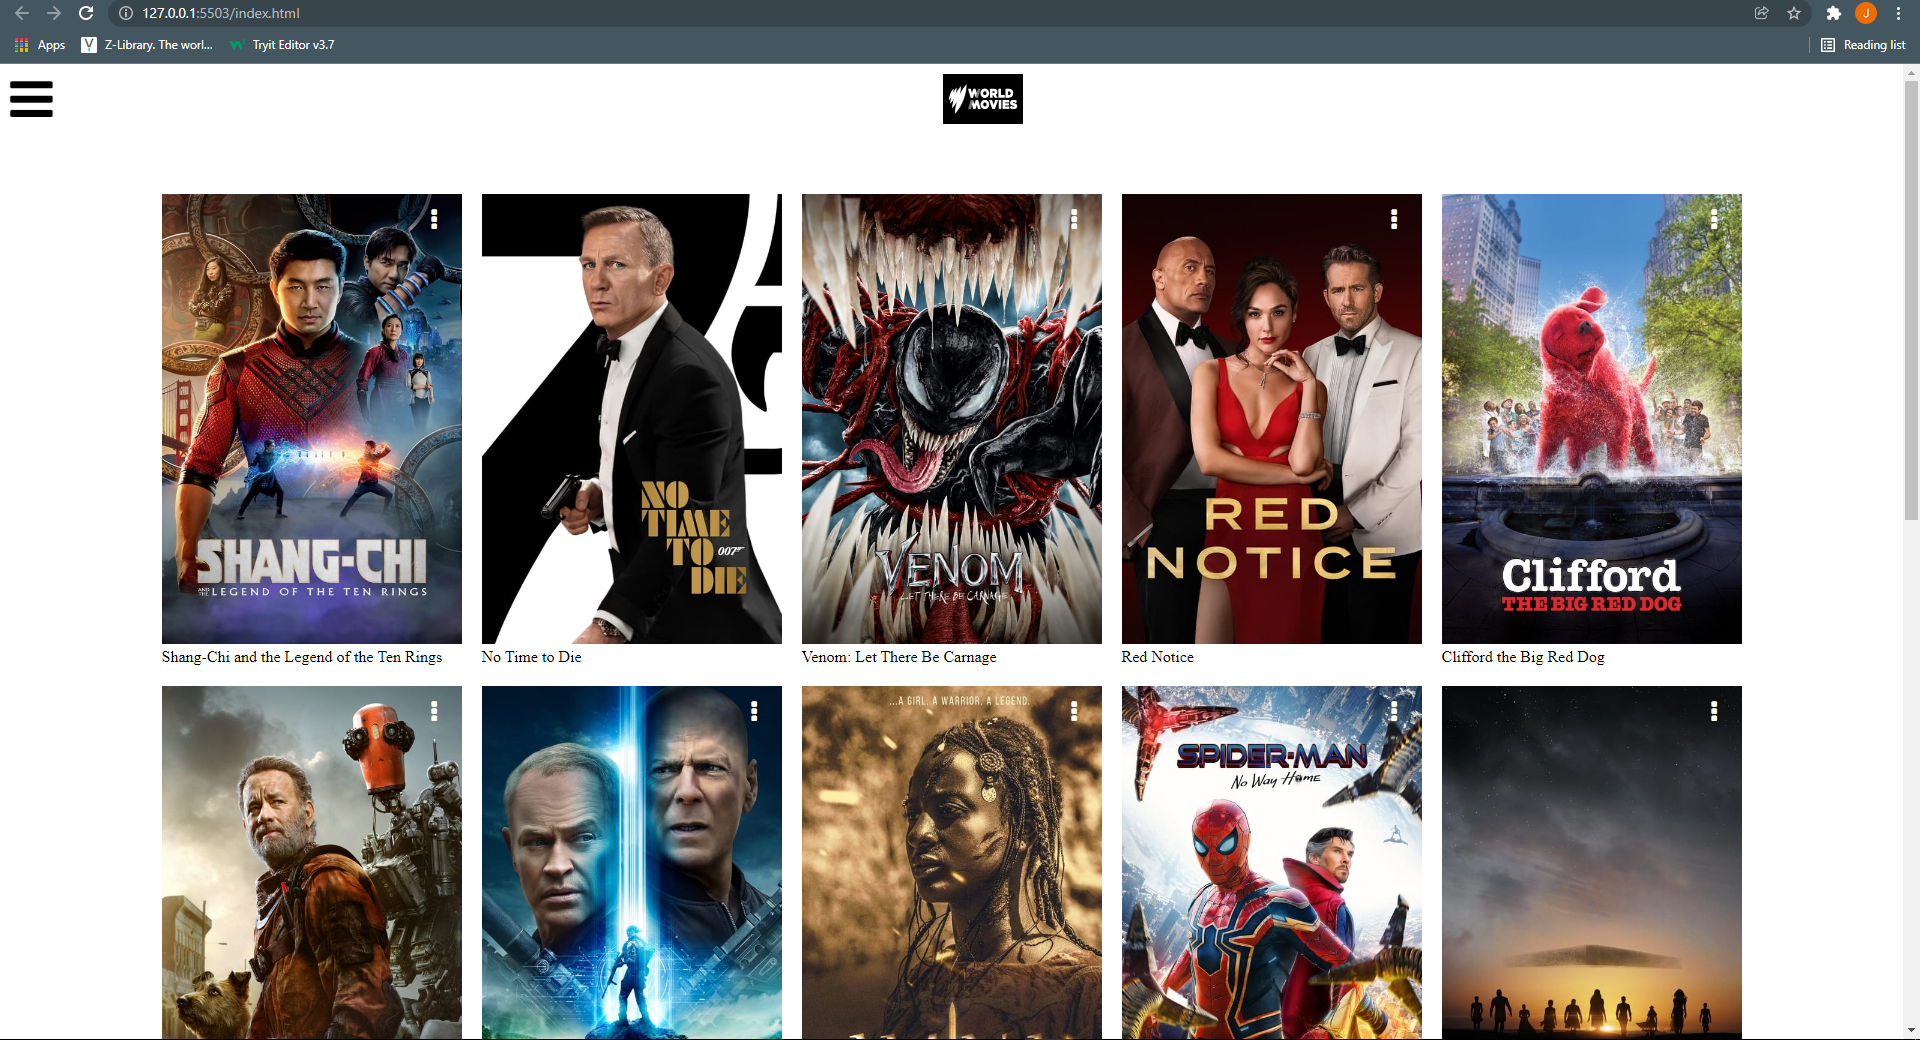 127.0.0.1:5503/index.html
J
Apps
Z-Library. The worl...
Tryit Editor v3.7
Reading list
WORLD
MOVIES
SHANG-CHI
AND THE LEGEND OF THE TEN RINGS
NO
TIME
TO 007
DIE
VENOM
LET THERE BE CARNAGE
RED
NOTICE
Clifford
THE BIG RED DOG
Shang-Chi and the Legend of the Ten Rings
No Time to Die
Venom: Let There Be Carnage
Red Notice
Clifford the Big Red Dog
...A GIRL. A WARRIOR. A LEGEND.
SPIDER-MAN
NO WAY HOME